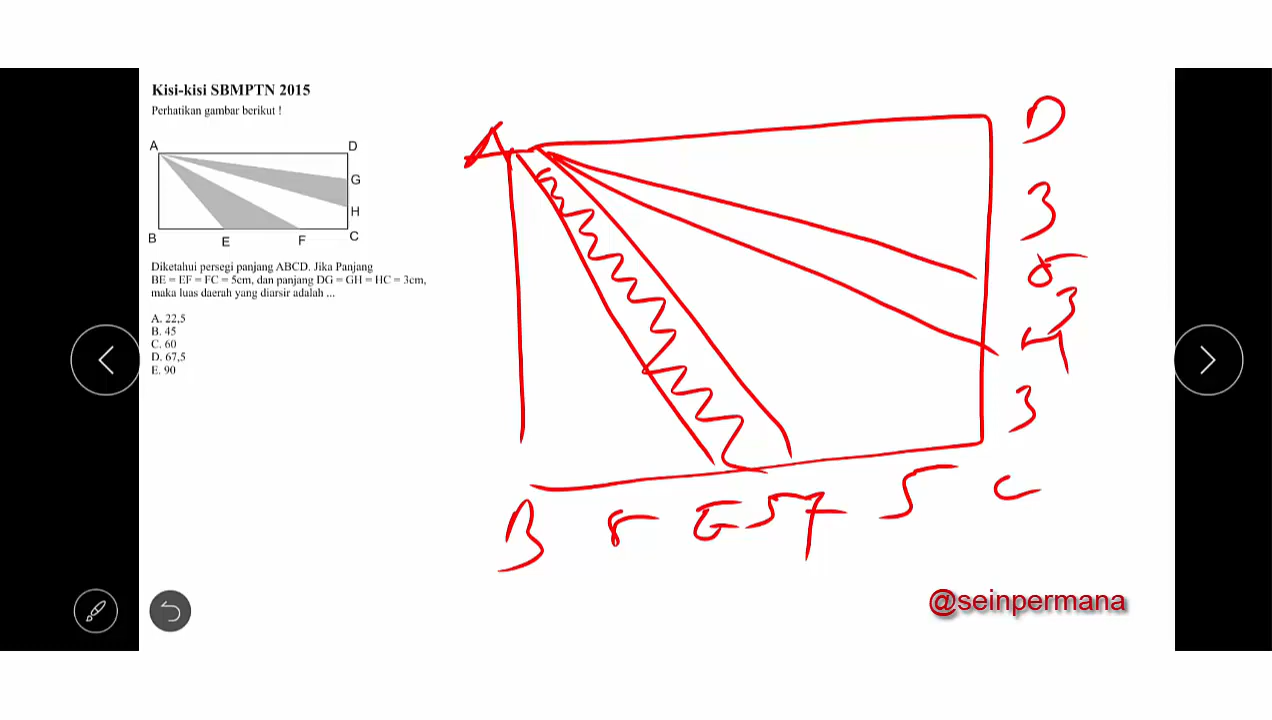 Kisi-kisi SBMPTN 2015
Perhatikan gambar berikut !
A D
G
H
B E F C
Diketahui persegi panjang ABCD. Jika Panjang
BE = EF = FC = 5cm, dan panjang DG = GH = HC = 3cm,
maka luas daerah yang diarsir adalah ...
A. 22,5
B. 45
C. 60
D. 67,5
E. 90
A D
3
G
3
H
3
B 5 E 5 F 5 C
@seinpermana